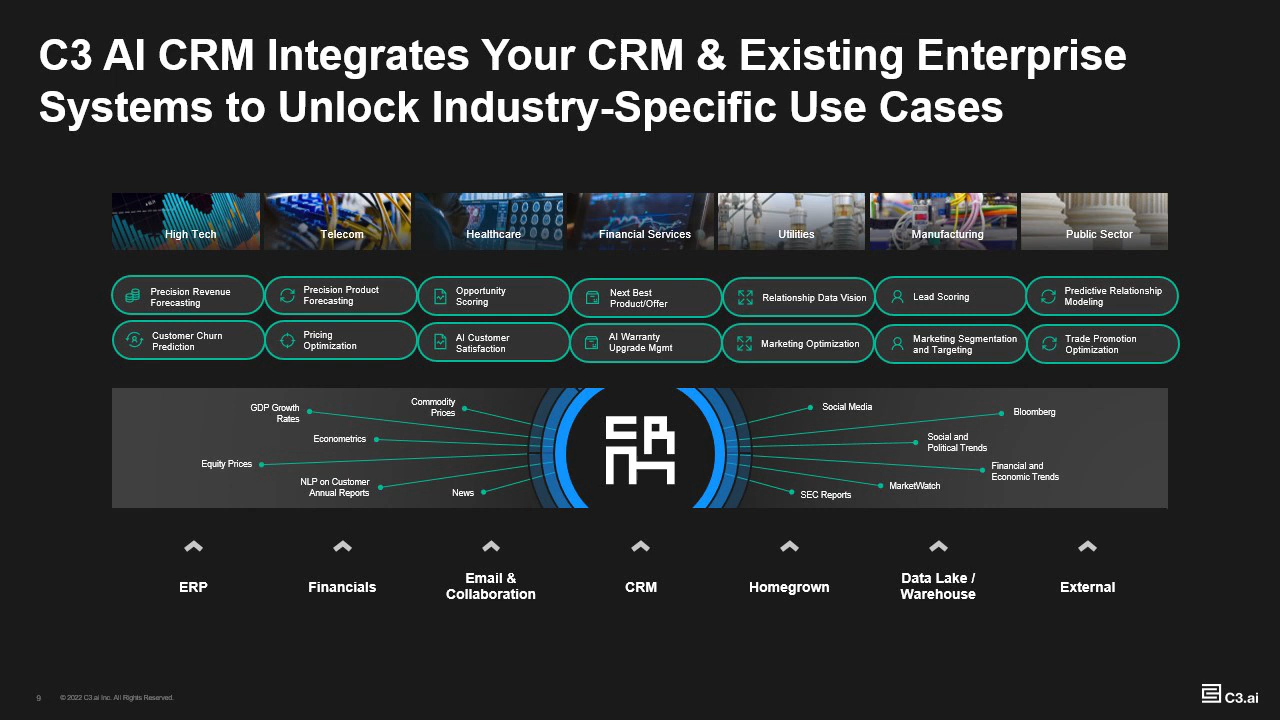 C3 AI CRM Integrates Your CRM & Existing Enterprise
Systems to Unlock Industry-Specific Use Cases
High Tech
Telecom
Healthcare
Financial Services
Utilities
Manufacturing
Public Sector
Precision Revenue
Forecasting
Precision Product
Forecasting
Opportunity
Scoring
Next Best
Product/Offer
Relationship Data Vision
Lead Scoring
Predictive Relationship
Modeling
Customer Churn
Prediction
Pricing
Optimization
AI Customer
Satisfaction
AI Warranty
Upgrade Mgmt
Marketing Optimization
Marketing Segmentation
and Targeting
Trade Promotion
Optimization
GDP Growth
Rates
Commodity
Prices
Econometrics
Equity Prices
NLP on Customer
Annual Reports
News
CRM
Social Media
Bloomberg
Social and
Political Trends
Financial and
Economic Trends
MarketWatch
SEC Reports
ERP
Financials
Email &
Collaboration
CRM
Homegrown
Data Lake /
Warehouse
External
9
© 2022 C3.ai Inc. All Rights Reserved.
C3.ai